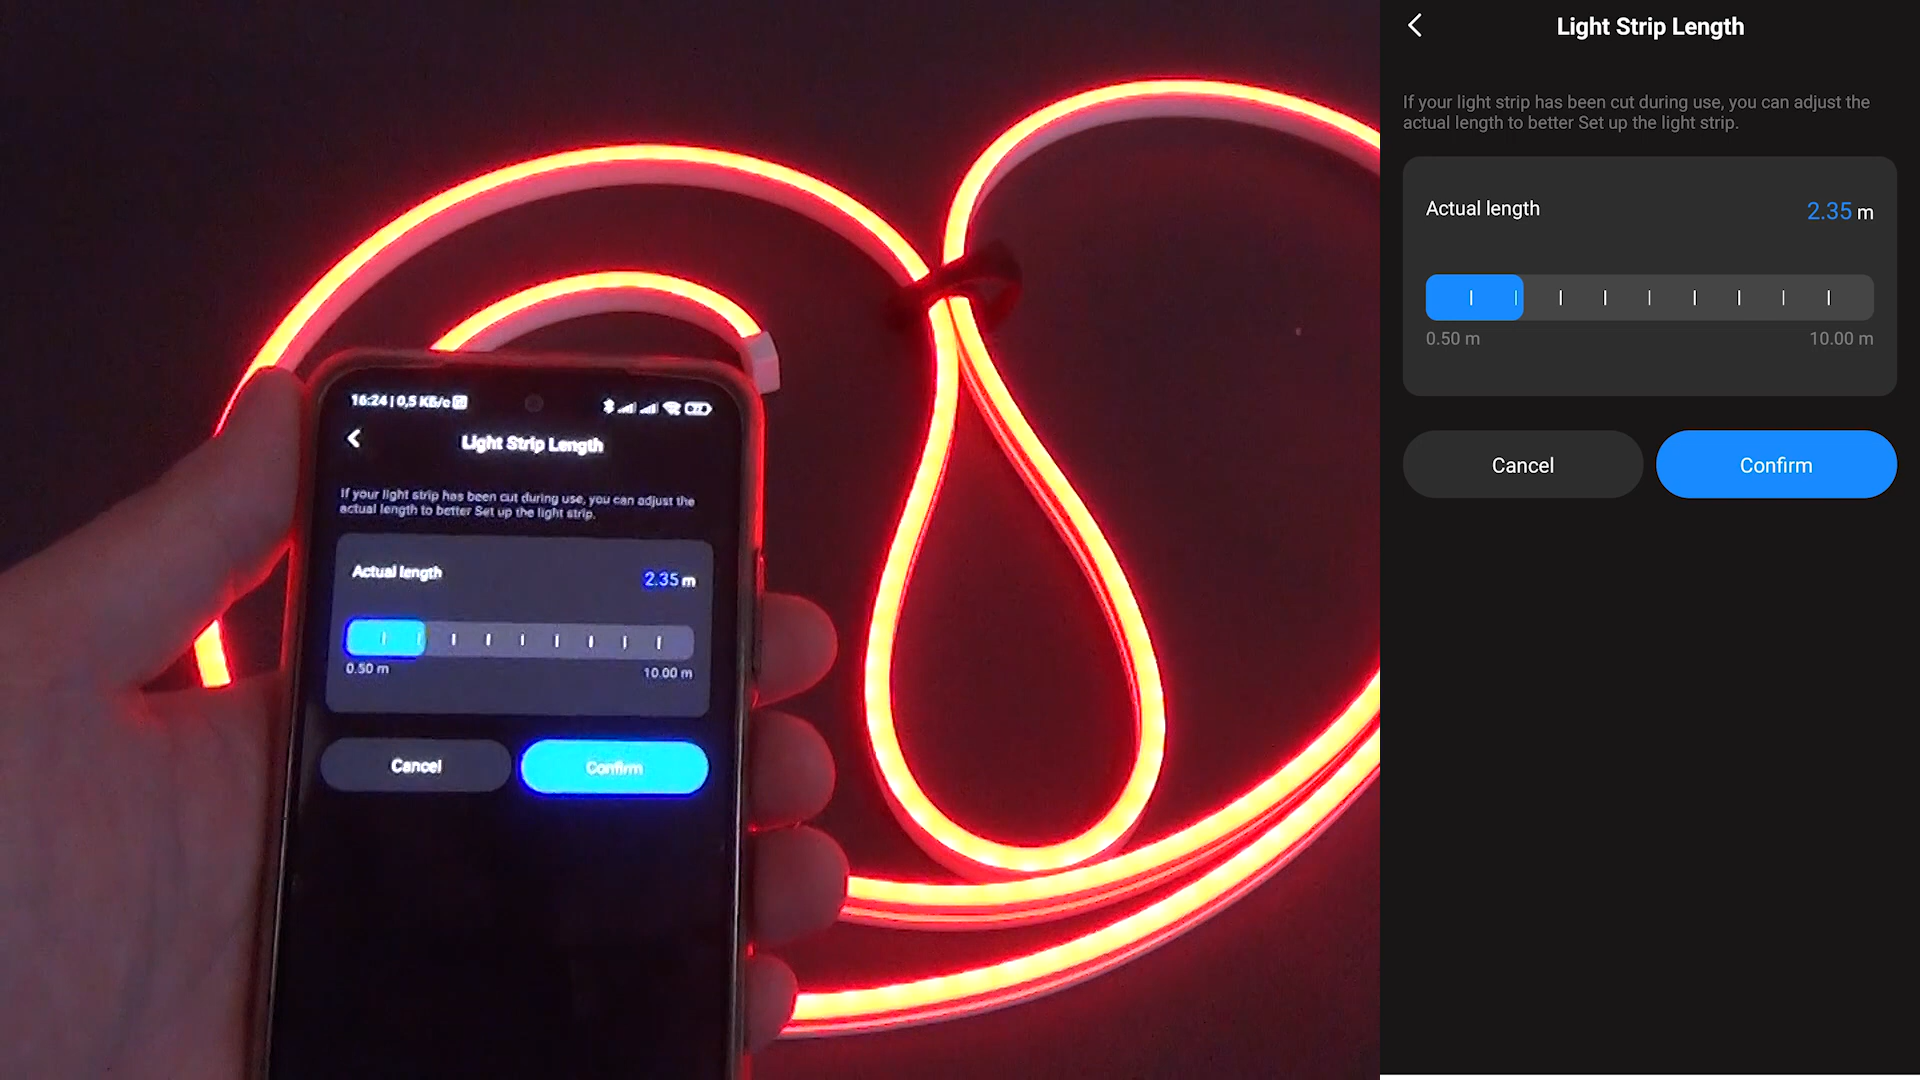 16:24 | 0,5 КБ/с
Light Strip Length
If your light strip has been cut during use, you can adjust the
actual length to better Set up the light strip.
Actual length
2.35 m
0.50 m
10.00 m
Cancel
Confirm
Light Strip Length
If your light strip has been cut during use, you can adjust the
actual length to better Set up the light strip.
Actual length
2.35 m
0.50 m
10.00 m
Cancel
Confirm